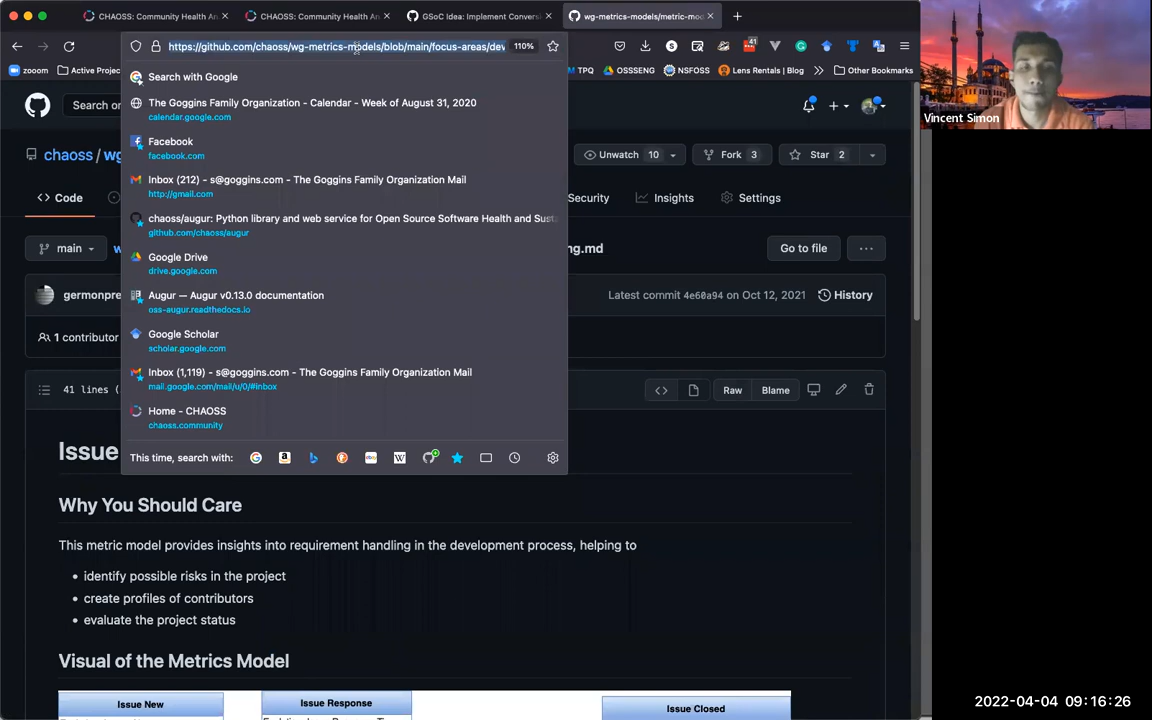 CHAOSS: Community Health An
CHAOSS: Community Health An
GSoC Idea: Implement Conversi
wg-metrics-models/metric-mo
https://github.com/chaoss/wg-metrics-models/blob/main/focus-areas/dev
110%
41
zooom
Active Proje
TPQ
OSSSENG
NSFOSS
Lens Rentals | Blog
Other Bookmarks
Search with Google
The Goggins Family Organization - Calendar - Week of August 31, 2020
calendar.google.com
Facebook
facebook.com
Inbox (212) - s@goggins.com - The Goggins Family Organization Mail
http://gmail.com
chaoss/augur: Python library and web service for Open Source Software Health and Susta
github.com/chaoss/augur
Google Drive
drive.google.com
Augur — Augur v0.13.0 documentation
oss-augur.readthedocs.io
Google Scholar
scholar.google.com
Inbox (1,119) - s@goggins.com - The Goggins Family Organization Mail
mail.google.com/mail/u/0/#inbox
Home - CHAOSS
chaoss.community
This time, search with:
Search or
chaoss / wg
Unwatch 10
Fork 3
Star 2
Code
Security
Insights
Settings
main
w
ng.md
Go to file
germonpre
Latest commit 4e60a94 on Oct 12, 2021
History
1 contributor
41 lines (
Raw
Blame
Issue
Why You Should Care
This metric model provides insights into requirement handling in the development process, helping to
identify possible risks in the project
create profiles of contributors
evaluate the project status
Visual of the Metrics Model
Issue New
Issue Response
Issue Closed
Vincent Simon
2022-04-04 09:16:26